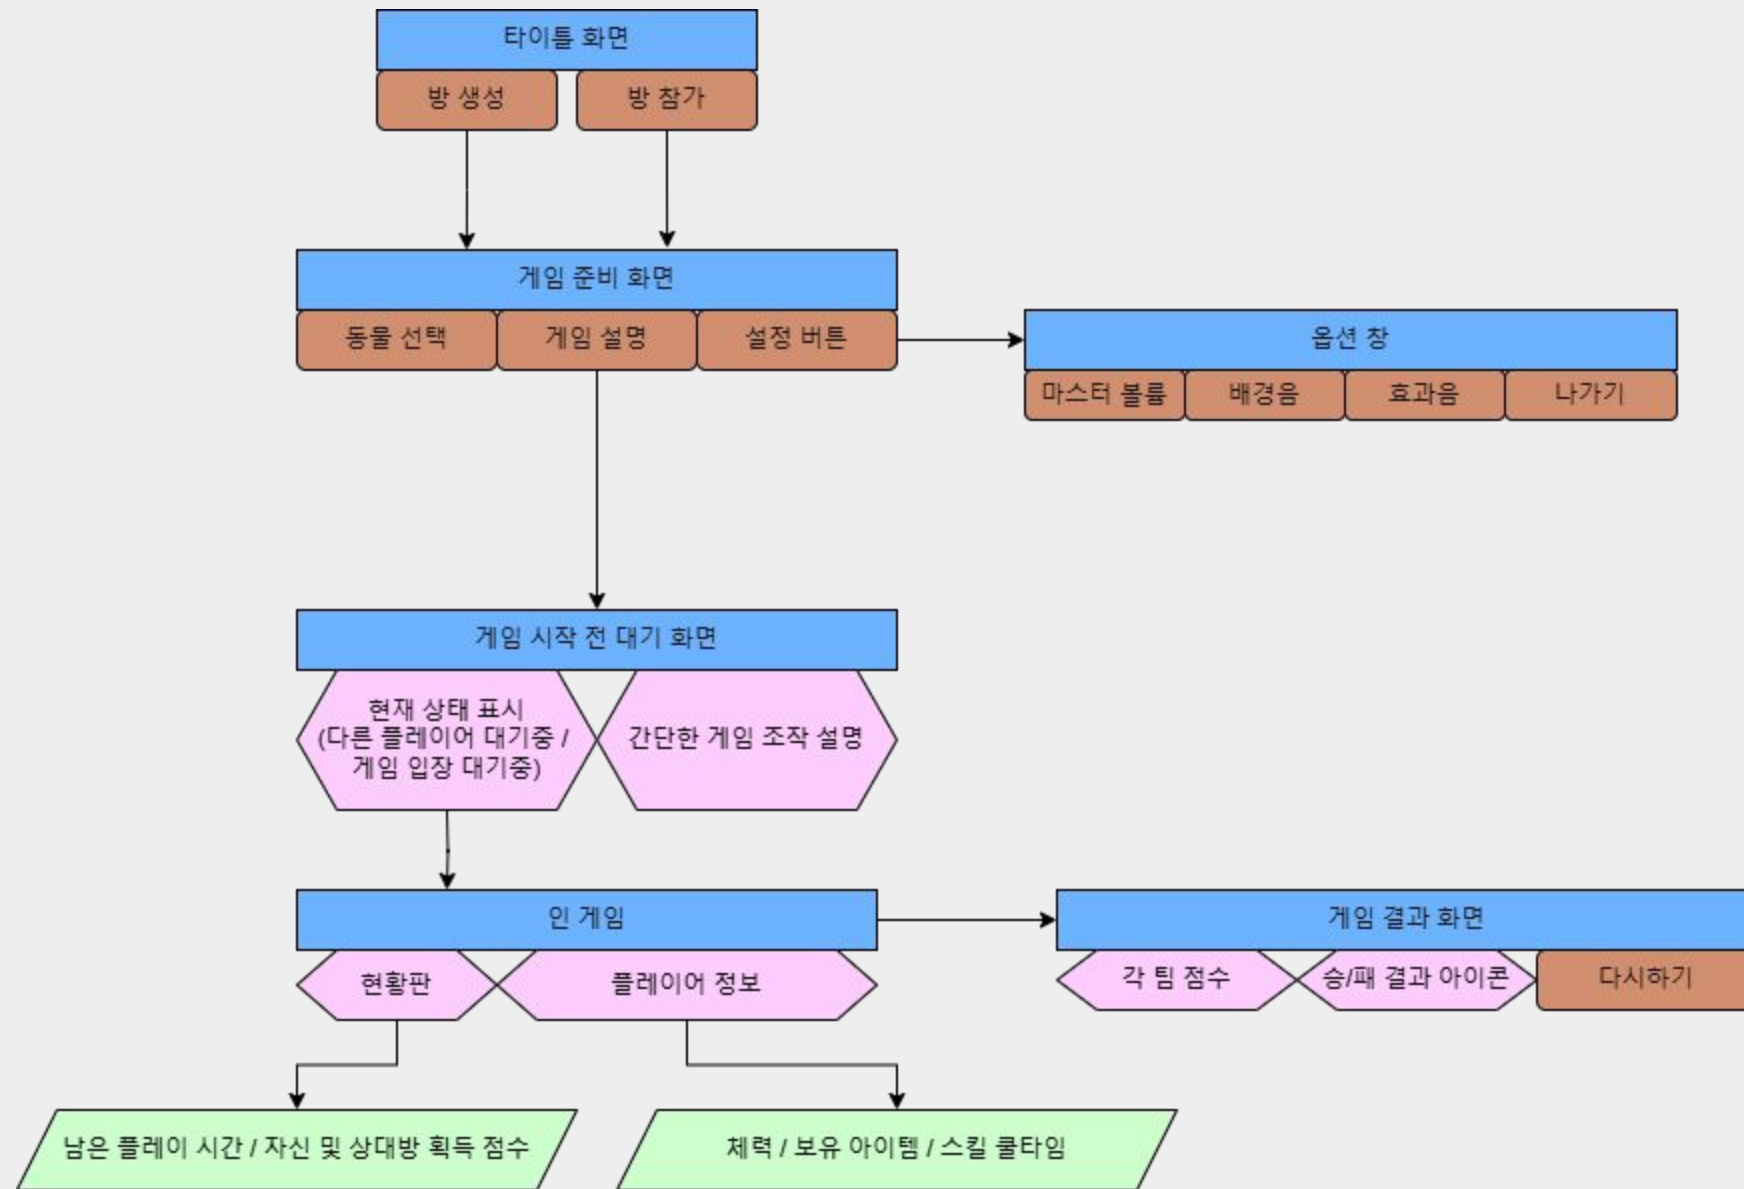 타이틀 화면
방 생성
방 참가
게임 준비 화면
동물 선택
게임 설명
설정 버튼
옵션 창
마스터 볼륨
배경음
효과음
나가기
게임 시작 전 대기 화면
현재 상태 표시
(다른 플레이어 대기중 /
게임 입장 대기중)
간단한 게임 조작 설명
인 게임
현황판
플레이어 정보
게임 결과 화면
각 팀 점수
승/패 결과 아이콘
다시하기
남은 플레이 시간 / 자신 및 상대방 획득 점수
체력 / 보유 아이템 / 스킬 쿨타임